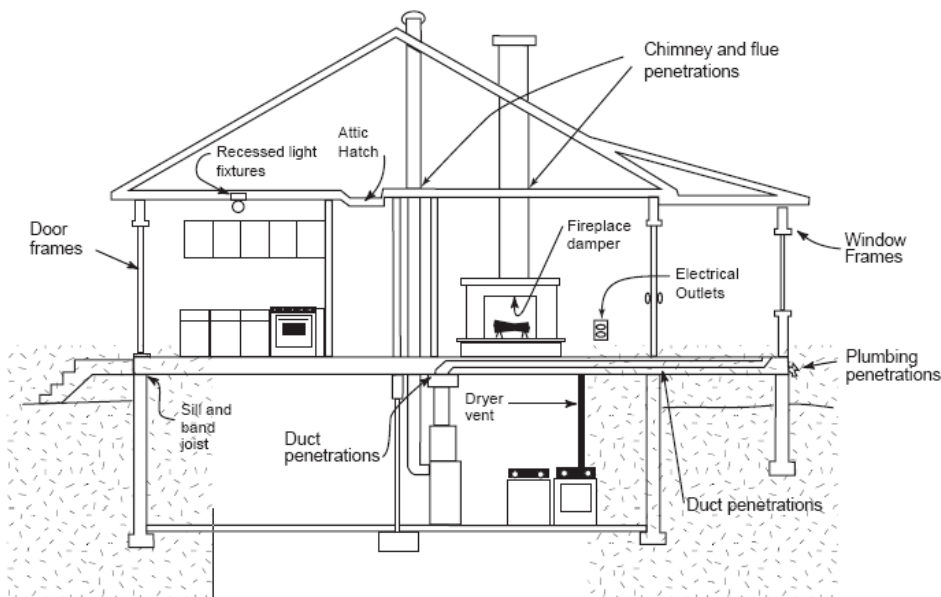 Chimney and flue
penetrations
Attic
Hatch
Recessed light
fixtures
Door
frames
Fireplace
damper
Window
Frames
Electrical
Outlets
Plumbing
penetrations
Sill and
band
joist
Duct
penetrations
Dryer
vent
Duct penetrations